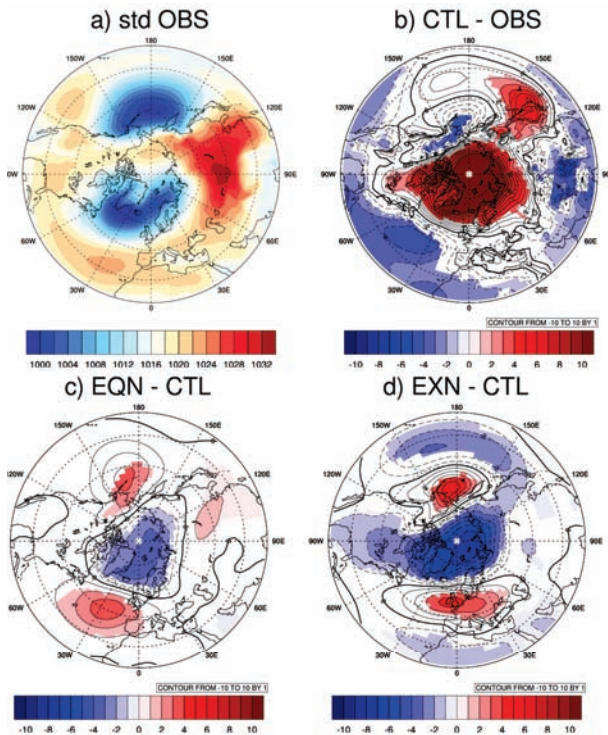 a) std OBS
b) CTL - OBS
180
180
150W
150E
150W
150E
120W
120E
120W
120E
90W
90E
90W
90E
60W
60E
60W
60E
30W
30E
30W
30E
0
0
CONTOUR FROM -10 TO 10 BY 1
1000 1004 1008 1012 1016 1020 1024 1028 1032
-10 -8 -6 -4 -2 0 2 4 6 8 10
c) EQN - CTL
d) EXN - CTL
180
180
150W
150E
150W
150E
120W
120E
120W
120E
90W
90E
90W
90E
60W
60E
60W
60E
30W
30E
30W
30E
0
0
CONTOUR FROM -10 TO 10 BY 1
CONTOUR FROM -10 TO 10 BY 1
-10 -8 -6 -4 -2 0 2 4 6 8 10
-10 -8 -6 -4 -2 0 2 4 6 8 10